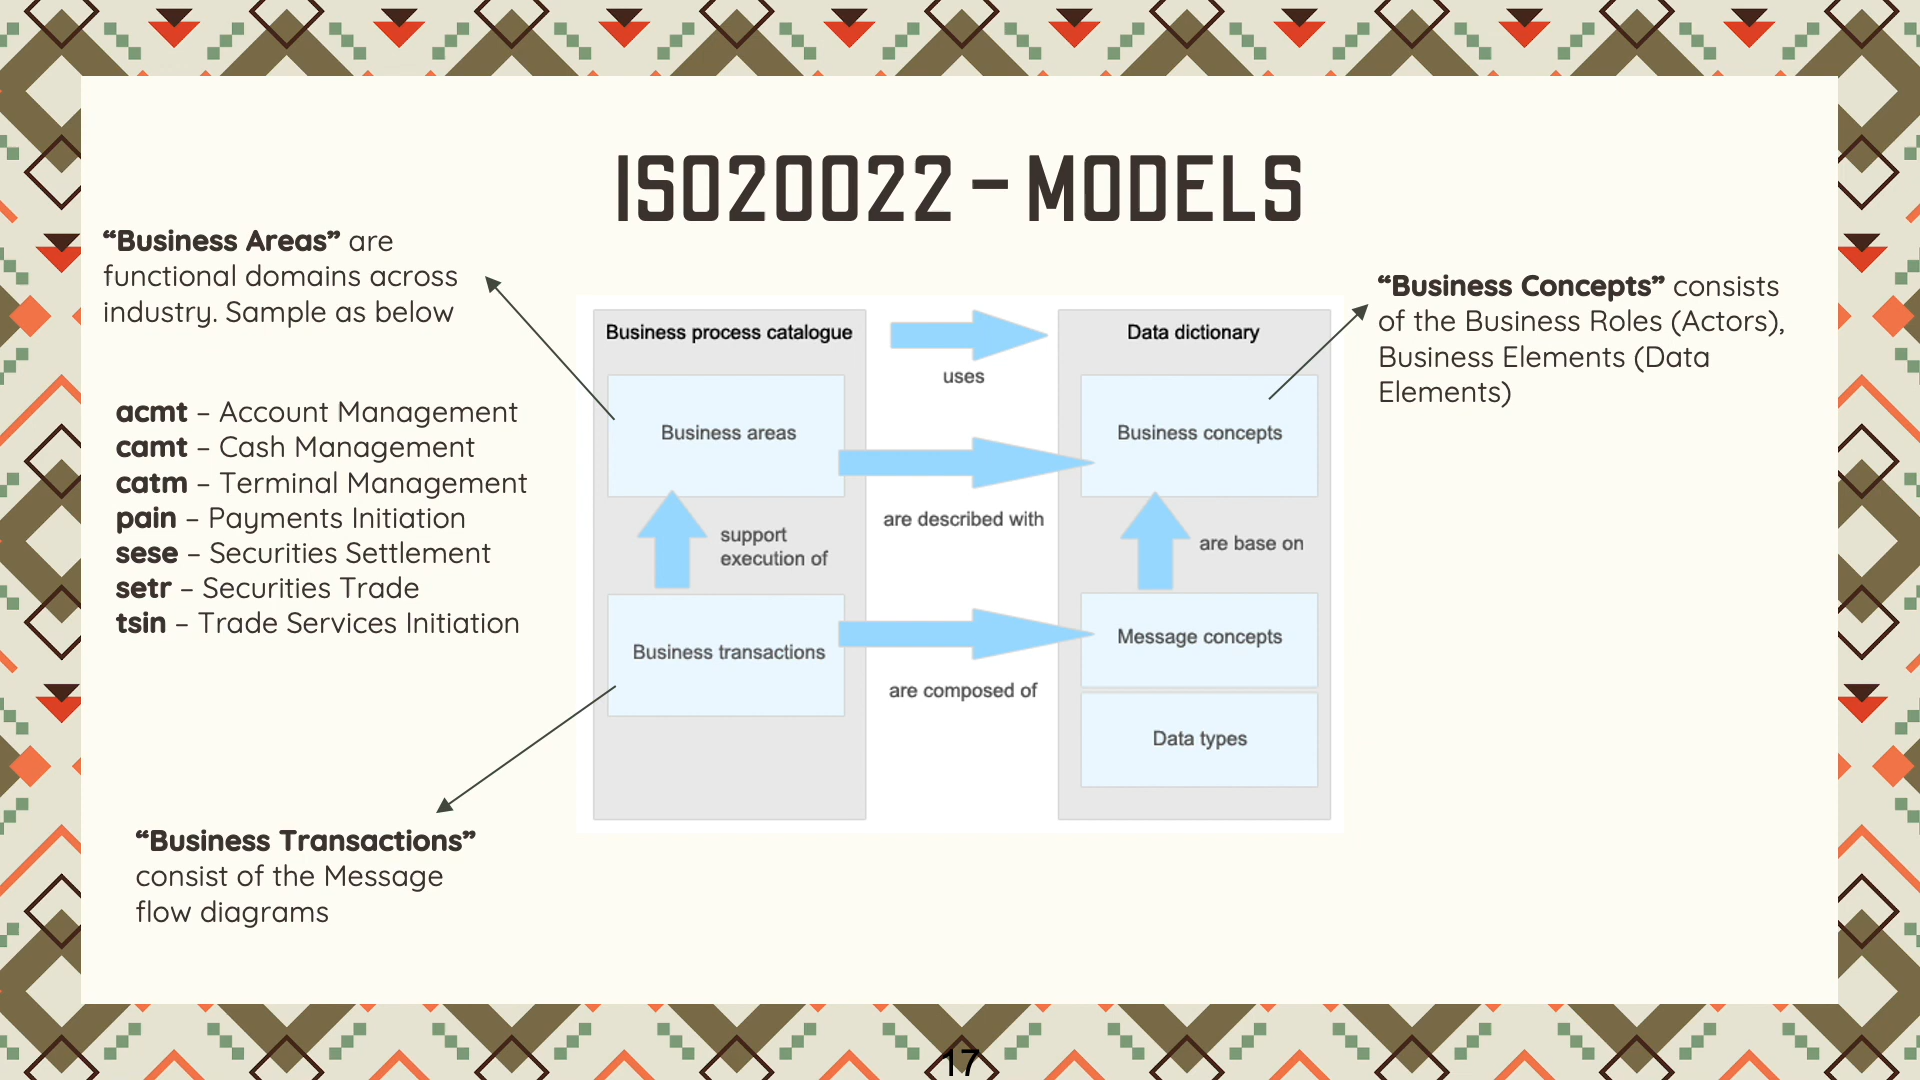 ISO20022 – MODELS
“Business Areas” are
functional domains across
industry. Sample as below
acmt – Account Management
camt – Cash Management
catm – Terminal Management
pain – Payments Initiation
sese – Securities Settlement
setr – Securities Trade
tsin – Trade Services Initiation
“Business Transactions”
consist of the Message
flow diagrams
Business process catalogue
Business areas
support
execution of
Business transactions
uses
are described with
are composed of
Data dictionary
Business concepts
are base on
Message concepts
Data types
“Business Concepts” consists
of the Business Roles (Actors),
Business Elements (Data
Elements)
17